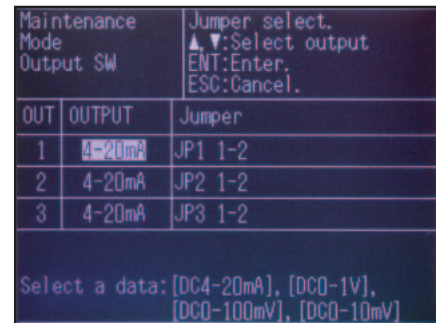 Maintenance
Mode
Output SW
Jumper select.
▲,▼:Select output
ENT:Enter.
ESC:Cancel.
OUT OUTPUT Jumper
1 4-20mA JP1 1-2
2 4-20mA JP2 1-2
3 4-20mA JP3 1-2
Select a data:[DC4-20mA], [DC0-1V],
[DC0-100mV], [DC0-10mV]